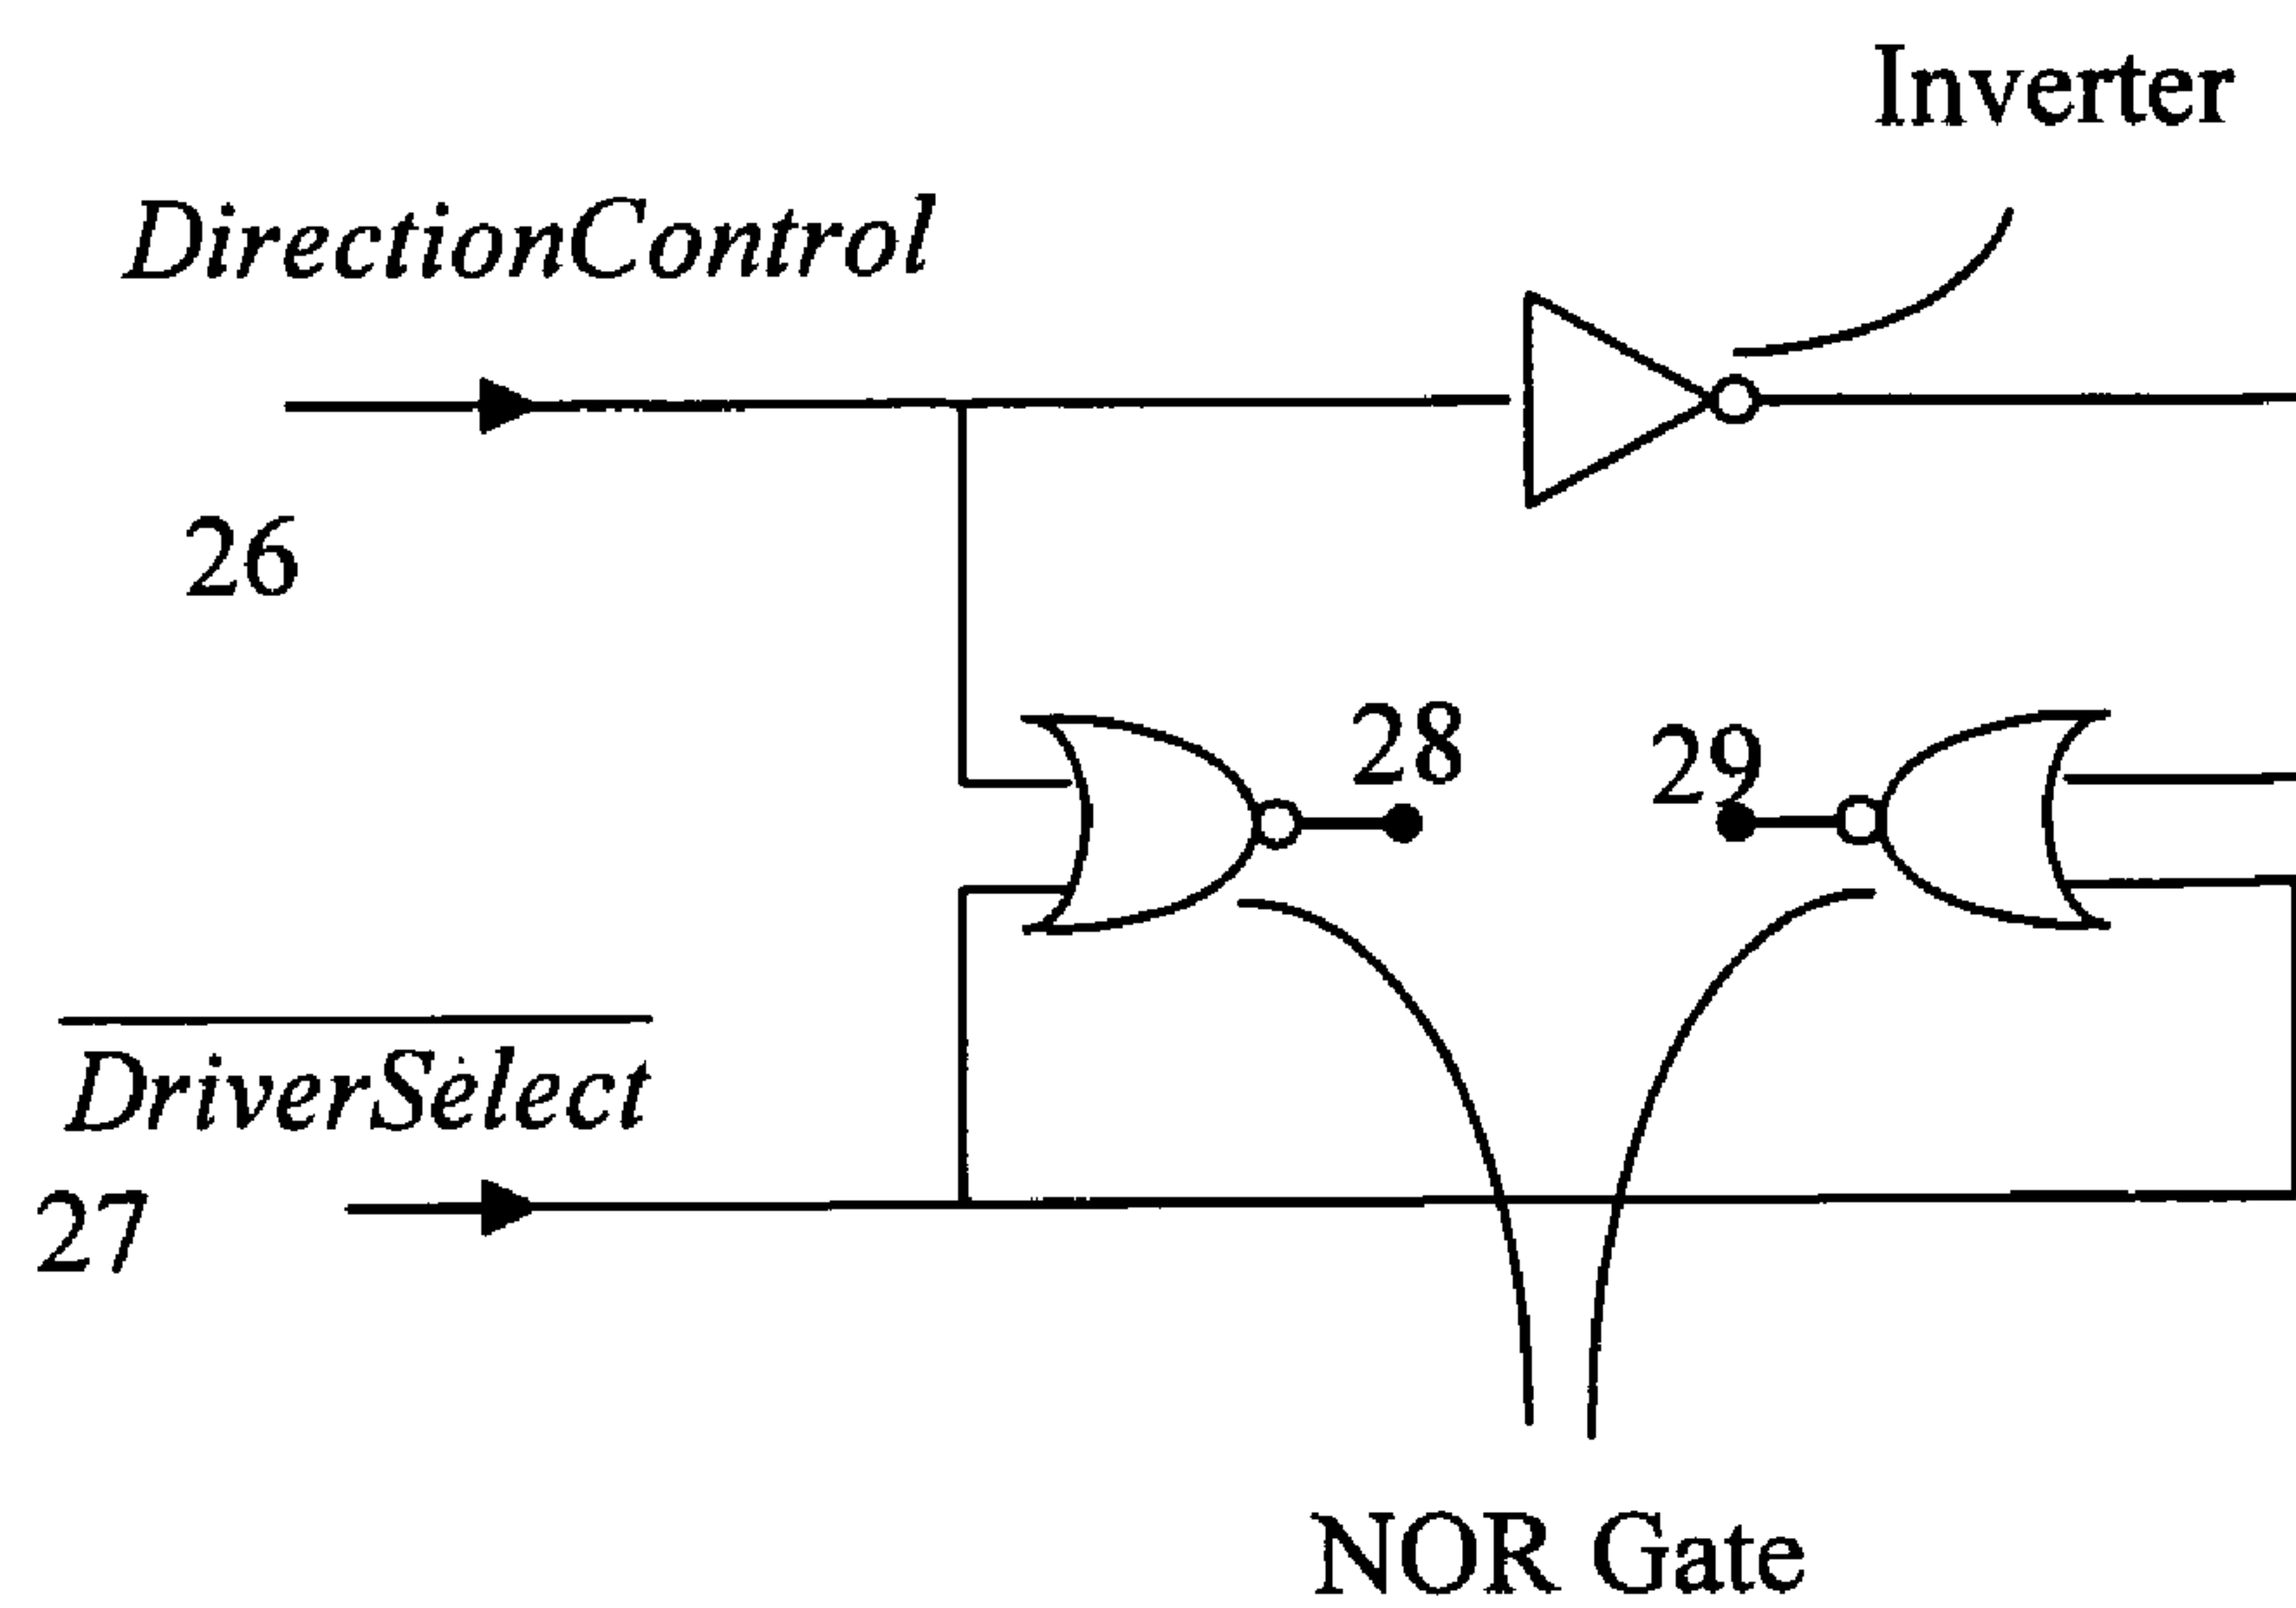 Inverter
DirectionControl
26
28
29
DriverSelect
27
NOR Gate